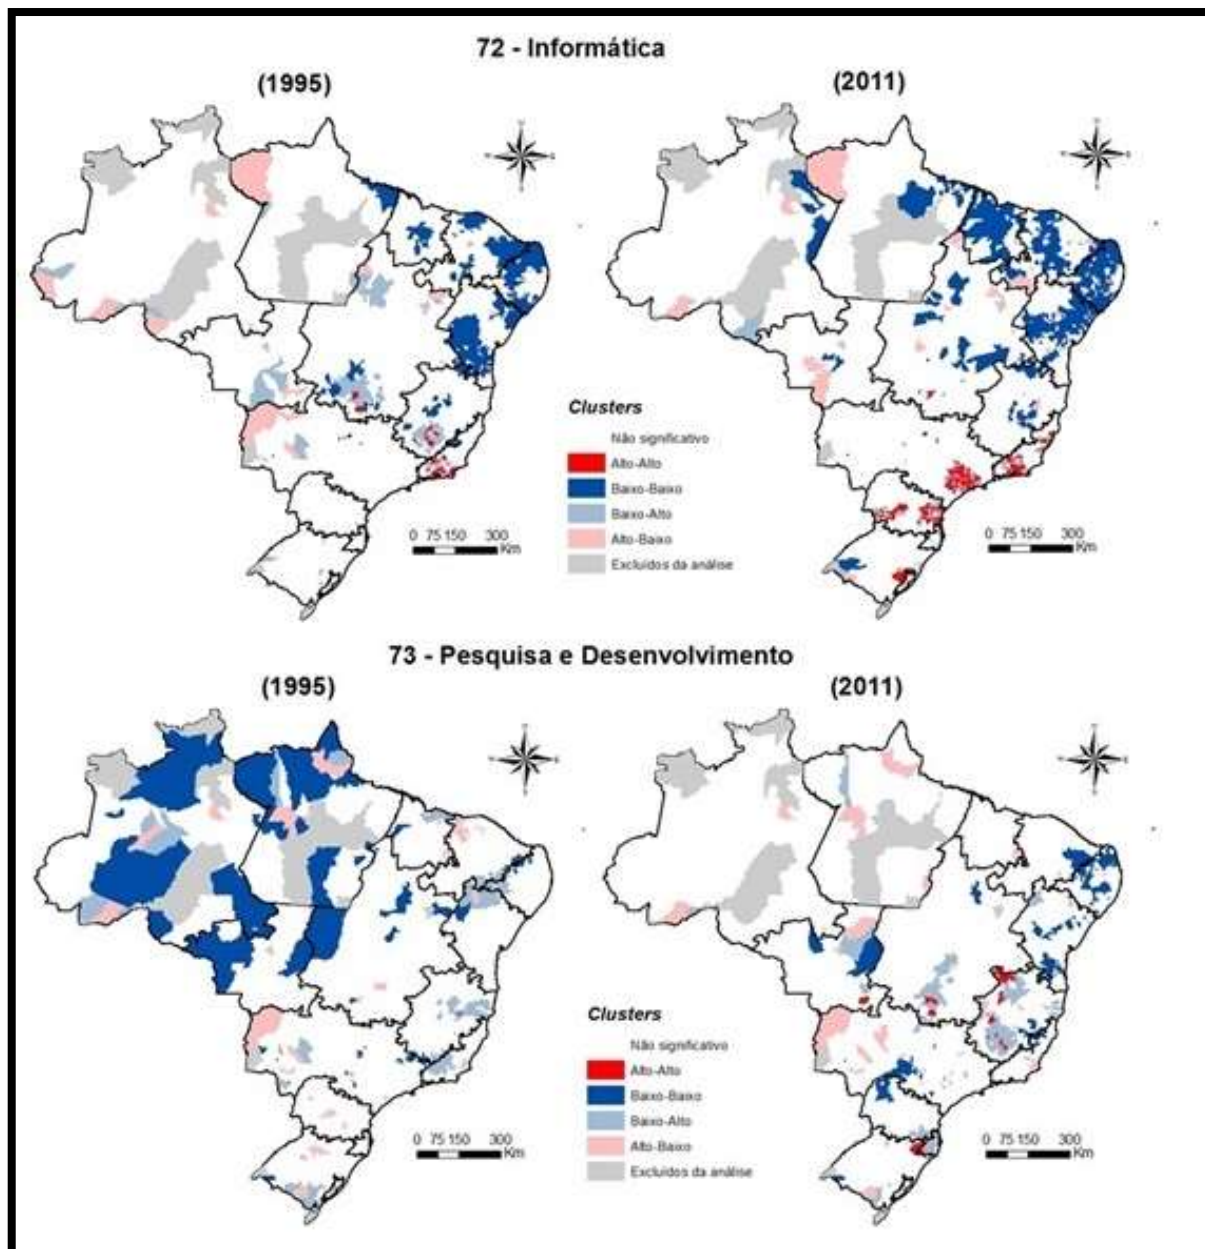 72 - Informática
(1995)
(2011)
Clusters
Não significativo
Alto-Alto
Baixo-Baixo
Baixo-Alto
Alto-Baixo
Excluídos da análise
0 75 150 300
Km
0 75 150 300
Km
73 - Pesquisa e Desenvolvimento
(1995)
(2011)
Clusters
Não significativo
Alto-Alto
Baixo-Baixo
Baixo-Alto
Alto-Baixo
Excluídos da análise
0 75 150 300
Km
0 75 150 300
Km